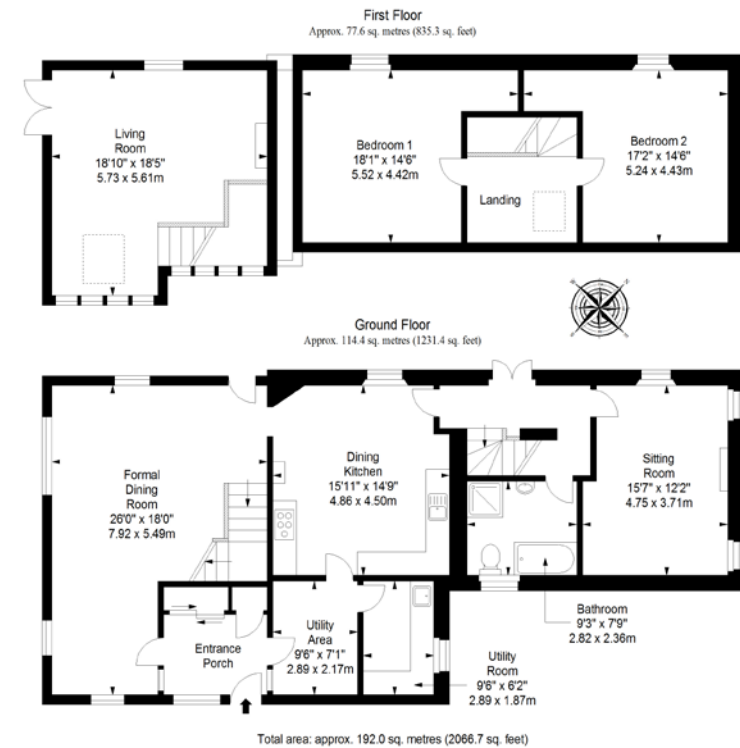 First Floor
Approx. 77.6 sq. metres (835.3 sq. feet)
Living
Room
18'10" x 18'5"
5.73 x 5.61m
Bedroom 1
18'1" x 14'6"
5.52 x 4.42m
Bedroom 2
17'2" x 14'6"
5.24 x 4.43m
Landing
Ground Floor
Approx. 114.4 sq. metres (1231.4 sq. feet)
Formal
Dining
Room
26'0" x 18'0"
7.92 x 5.49m
Dining
Kitchen
15'11" x 14'9"
4.86 x 4.50m
Sitting
Room
15'7" x 12'2"
4.75 x 3.71m
Entrance
Porch
Utility
Area
9'6" x 7'1"
2.89 x 2.17m
Utility
Room
9'6" x 6'2"
2.89 x 1.87m
Bathroom
9'3" x 7'9"
2.82 x 2.36m
Total area: approx. 192.0 sq. metres (2066.7 sq. feet)